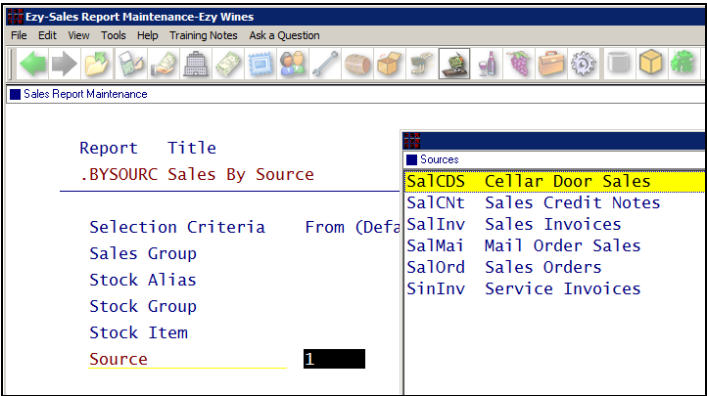 Ezy-Sales Report Maintenance-Ezy Wines
File Edit View Tools Help Training Notes Ask a Question
Sales Report Maintenance
Report Title
.BYSOURC Sales By Source
Selection Criteria From (Defa
Sales Group
Stock Alias
Stock Group
Stock Item
Source 1
Sources
SalCDS Cellar Door Sales
SalCNt Sales Credit Notes
SalInv Sales Invoices
SalMai Mail Order Sales
SalOrd Sales Orders
SinInv Service Invoices